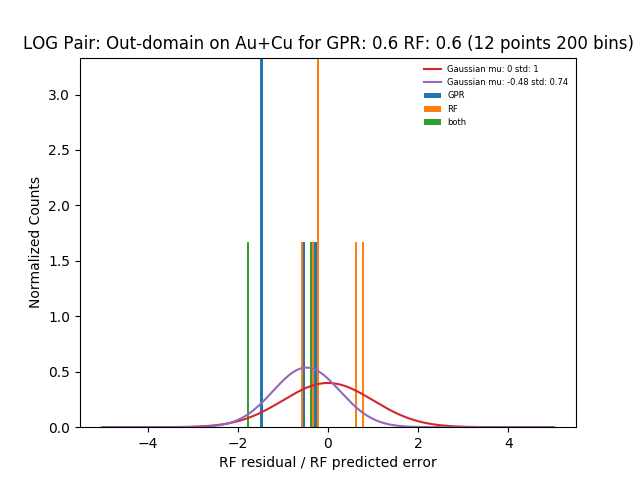 LOG Pair: Out-domain on Au+Cu for GPR: 0.6 RF: 0.6 (12 points 200 bins)
Gaussian mu: 0 std: 1
Gaussian mu: -0.48 std: 0.74
GPR
RF
both
Normalized Counts
3.0
2.5
2.0
1.5
1.0
0.5
0.0
−4 −2 0 2 4
RF residual / RF predicted error